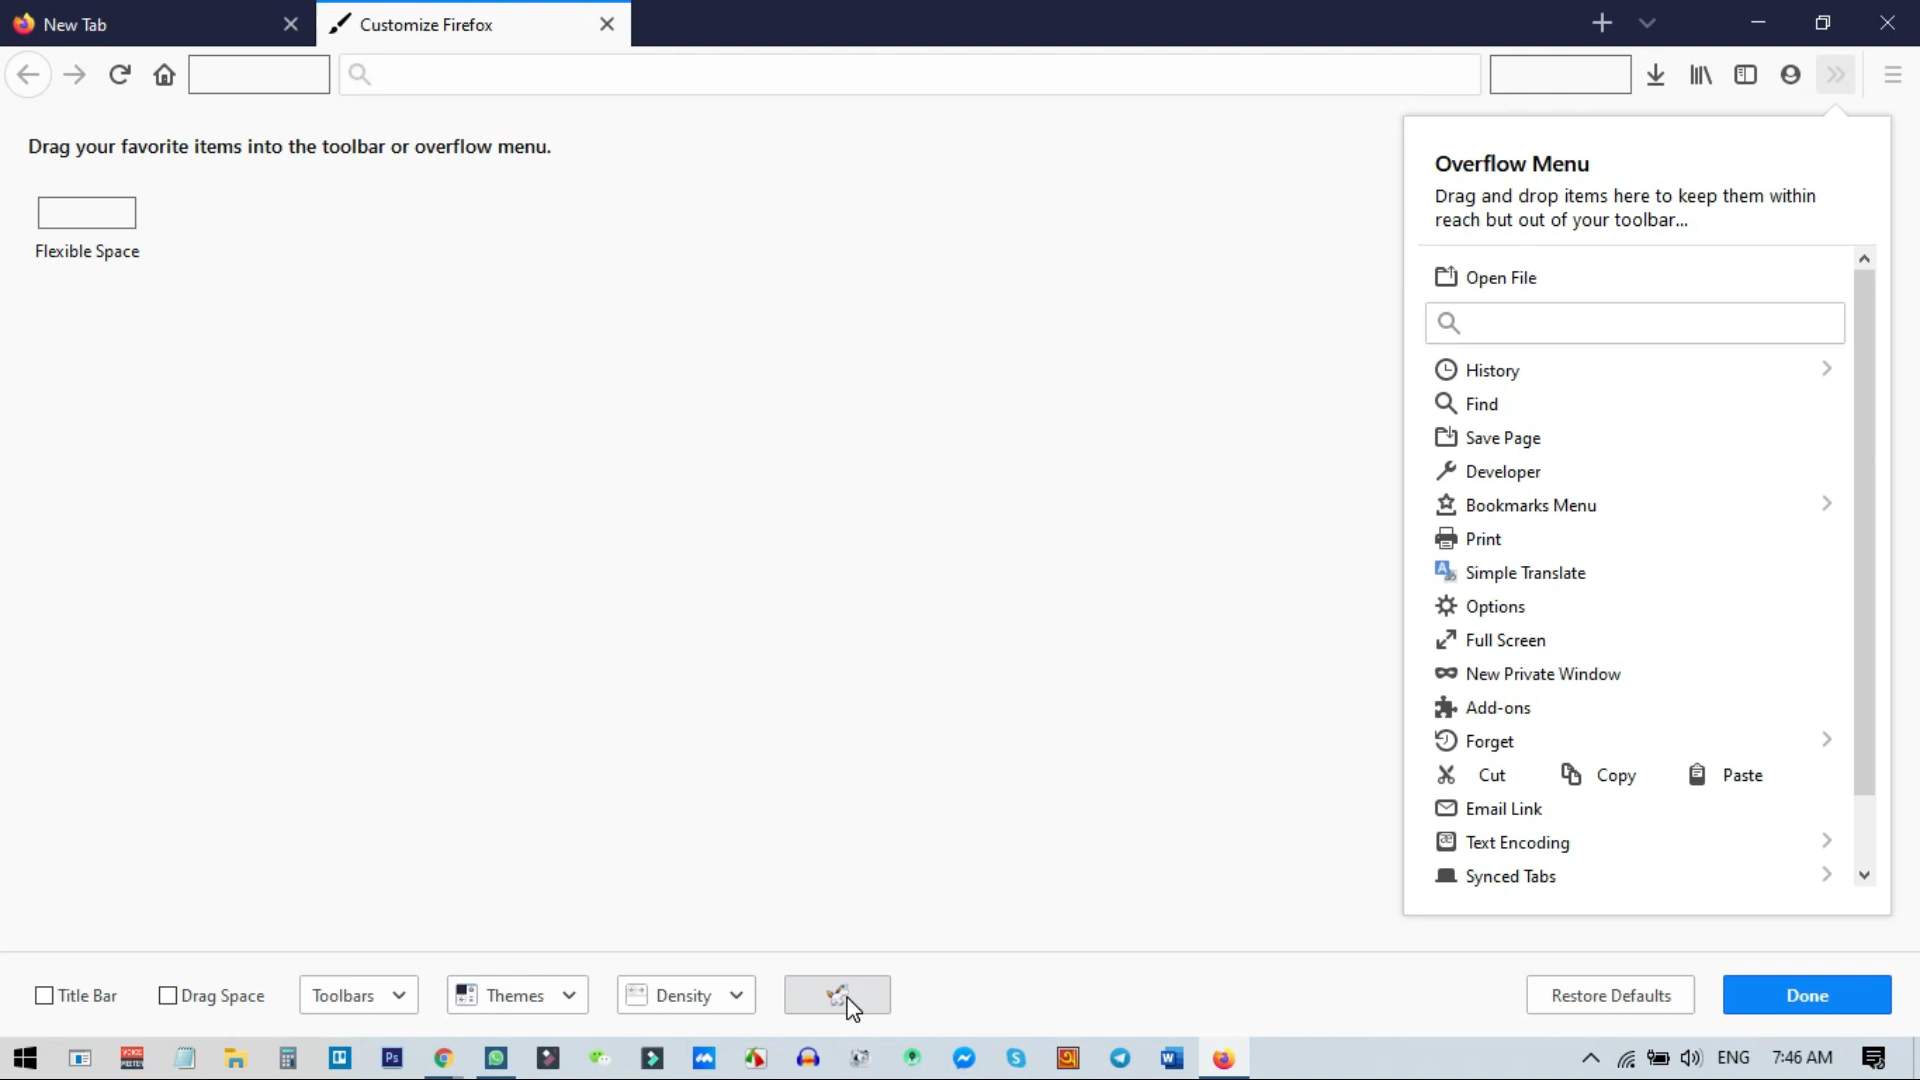 New Tab
Customize Firefox
Drag your favorite items into the toolbar or overflow menu.
Flexible Space
Overflow Menu
Drag and drop items here to keep them within
reach but out of your toolbar...
Open File
History
Find
Save Page
Developer
Bookmarks Menu
Print
Simple Translate
Options
Full Screen
New Private Window
Add-ons
Forget
Cut Copy Paste
Email Link
Text Encoding
Synced Tabs
Title Bar Drag Space Toolbars Themes Density Restore Defaults Done
VOICE MEETER Ps W ENG 7:46 AM